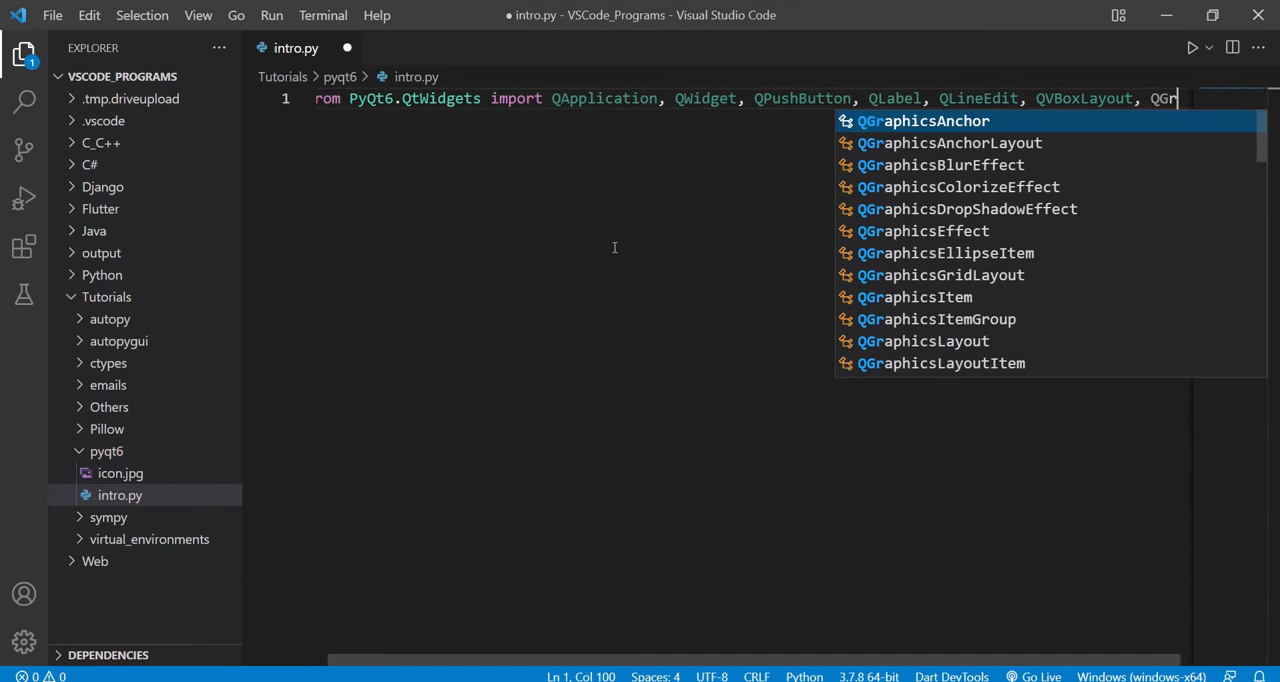 File Edit Selection View Go Run Terminal Help
● intro.py - VSCode_Programs - Visual Studio Code
EXPLORER ···
intro.py ●
VSCODE_PROGRAMS
Tutorials > pyqt6 > intro.py
1 rom PyQt6.QtWidgets import QApplication, QWidget, QPushButton, QLabel, QLineEdit, QVBoxLayout, QGr
QGraphicsAnchor
QGraphicsAnchorLayout
QGraphicsBlurEffect
QGraphicsColorizeEffect
QGraphicsDropShadowEffect
QGraphicsEffect
QGraphicsEllipseItem
QGraphicsGridLayout
QGraphicsItem
QGraphicsItemGroup
QGraphicsLayout
QGraphicsLayoutItem
1
.tmp.driveupload
.vscode
C_C++
C#
Django
Flutter
Java
output
Python
Tutorials
autopy
autopygui
ctypes
emails
Others
Pillow
pyqt6
icon.jpg
intro.py
sympy
virtual_environments
Web
DEPENDENCIES
0 0 Ln 1, Col 100 Spaces: 4 UTF-8 CRLF Python 3.7.8 64-bit Dart DevTools Go Live Windows (windows-x64)